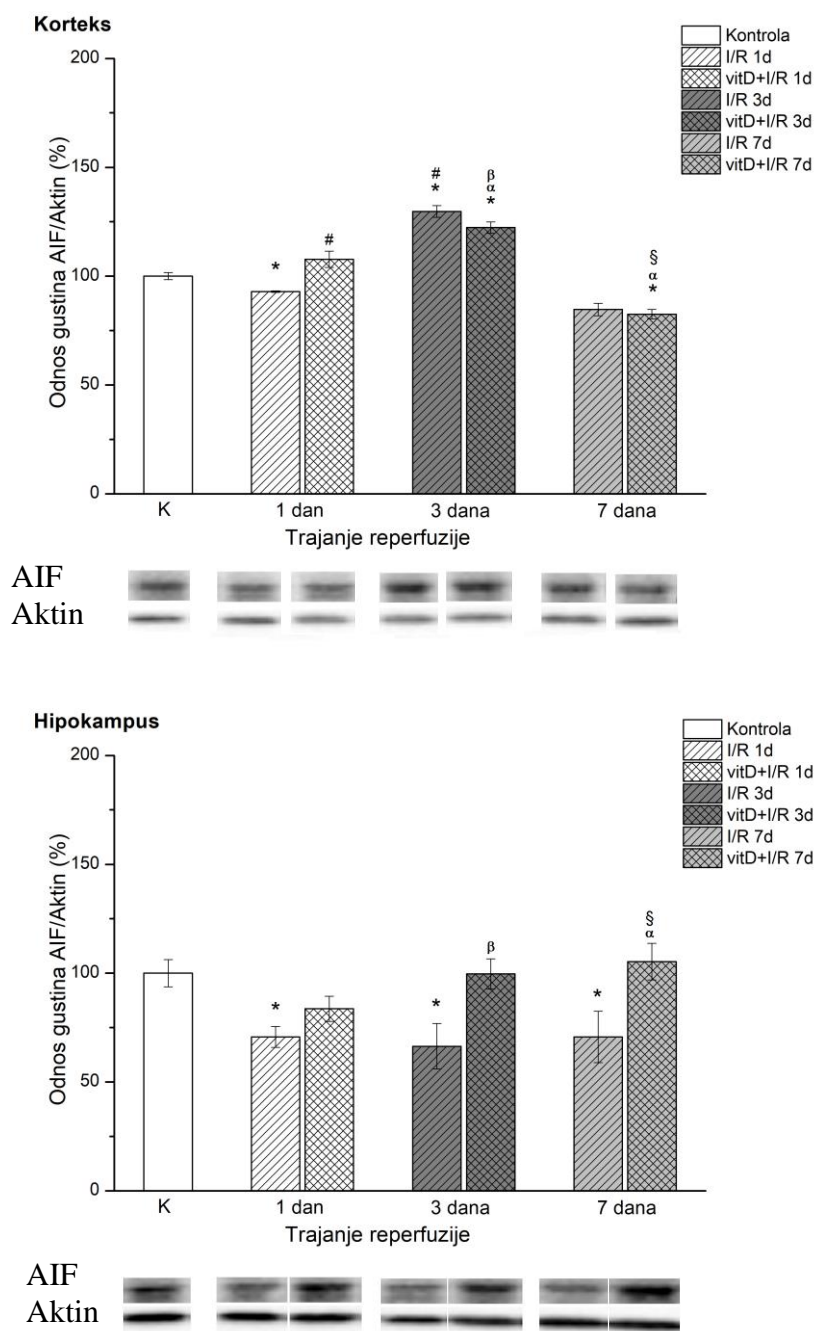 Korteks
Kontrola
I/R 1d
vitD+I/R 1d
I/R 3d
vitD+I/R 3d
I/R 7d
vitD+I/R 7d
Odnos gustina AIF/Aktin (%)
200
150
100
50
0
*
#
#
*
β
α
*
§
α
*
K
1 dan
3 dana
7 dana
Trajanje reperfuzije
AIF
Aktin
Hipokampus
Kontrola
I/R 1d
vitD+I/R 1d
I/R 3d
vitD+I/R 3d
I/R 7d
vitD+I/R 7d
Odnos gustina AIF/Aktin (%)
200
150
100
50
0
*
*
β
*
§
α
K
1 dan
3 dana
7 dana
Trajanje reperfuzije
AIF
Aktin